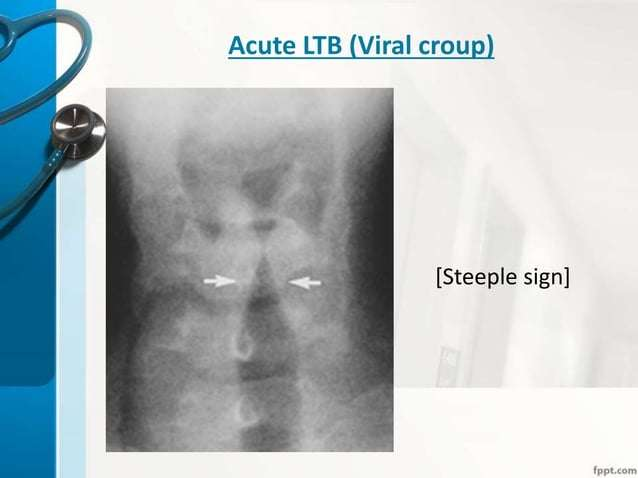 Acute LTB (Viral croup)
[Steeple sign]
fppt.com